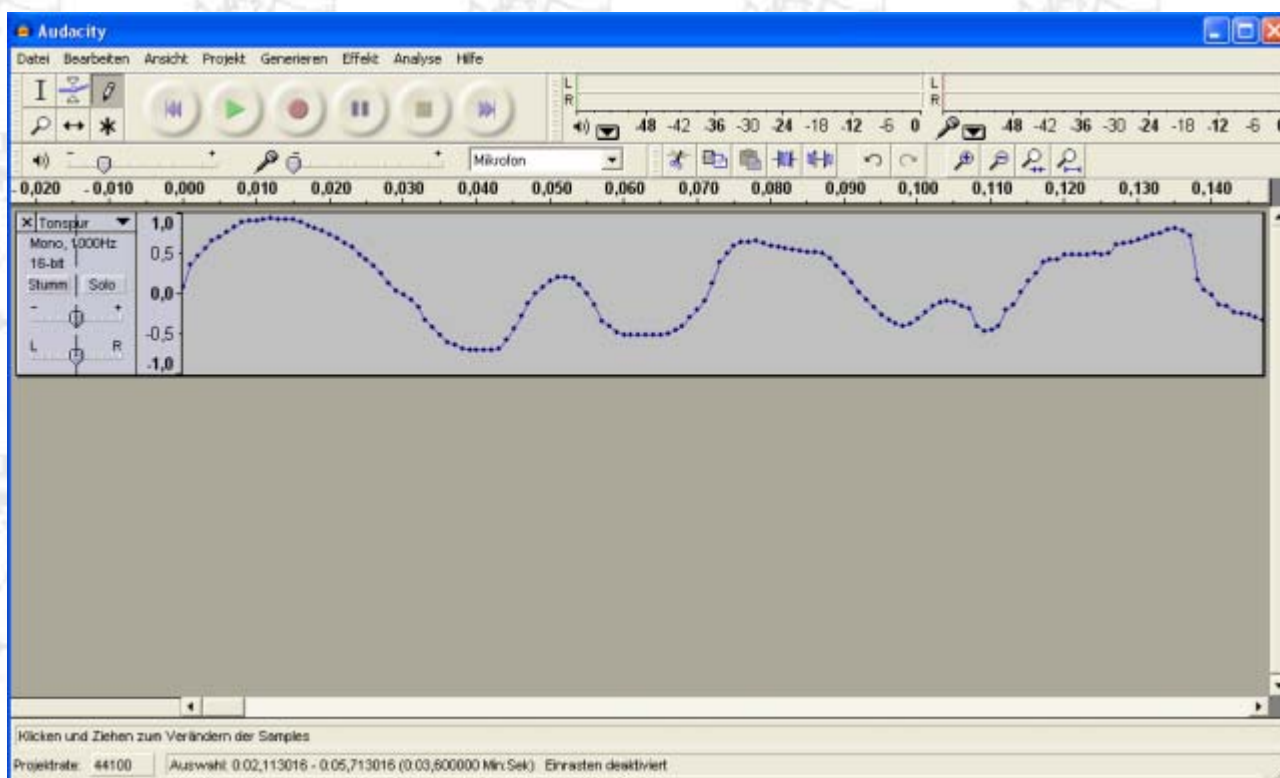 Audacity
Datei Bearbeiten Ansicht Projekt Generieren Effekt Analyse Hilfe
L L
R R
-48 -42 -36 -30 -24 -18 -12 -6 0 -48 -42 -36 -30 -24 -18 -12 -6 0
- + - + Mikrofon
-0,020 -0,010 0,000 0,010 0,020 0,030 0,040 0,050 0,060 0,070 0,080 0,090 0,100 0,110 0,120 0,130 0,140
Tonspur 1,0
Mono, 1000Hz
16-bit 0,5
Stumm Solo
0,0
- +
-0,5
L R
-1,0
Klicken und Ziehen zum Verändern der Samples
Projektrate: 44100 Auswahl: 0:02,113016 - 0:05,713016 (0:03,600000 Min:Sek) Einrasten deaktiviert